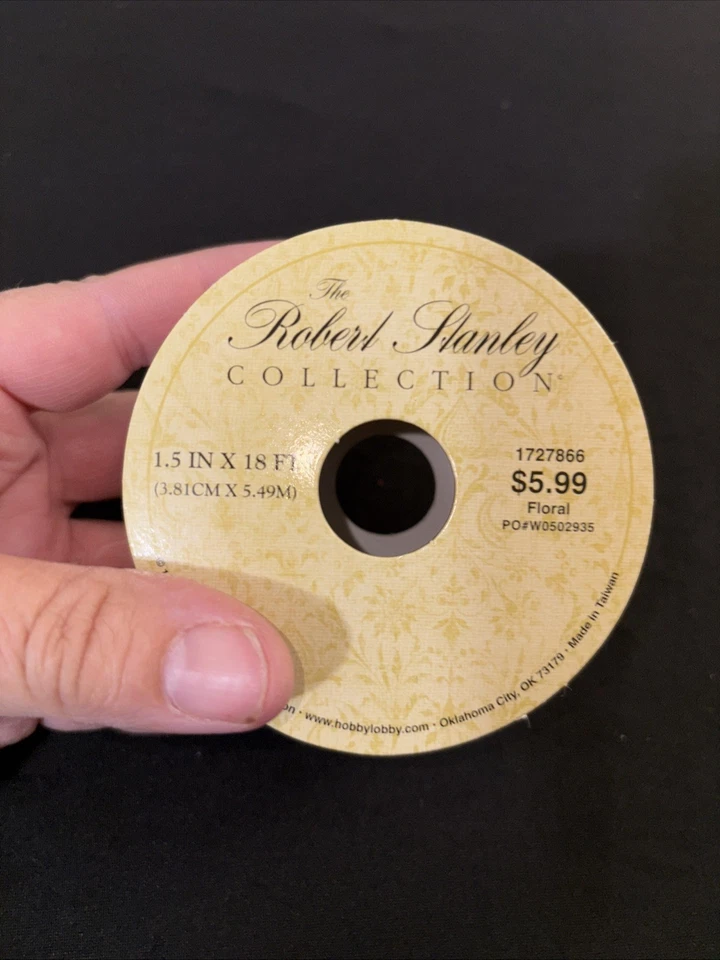 The
Robert Stanley
COLLECTION®
1.5 IN X 18 FT
(3.81CM X 5.49M)
1727866
$5.99
Floral
PO#W0502935
· www.hobbylobby.com · Oklahoma City, OK 73179 · Made in Taiwan